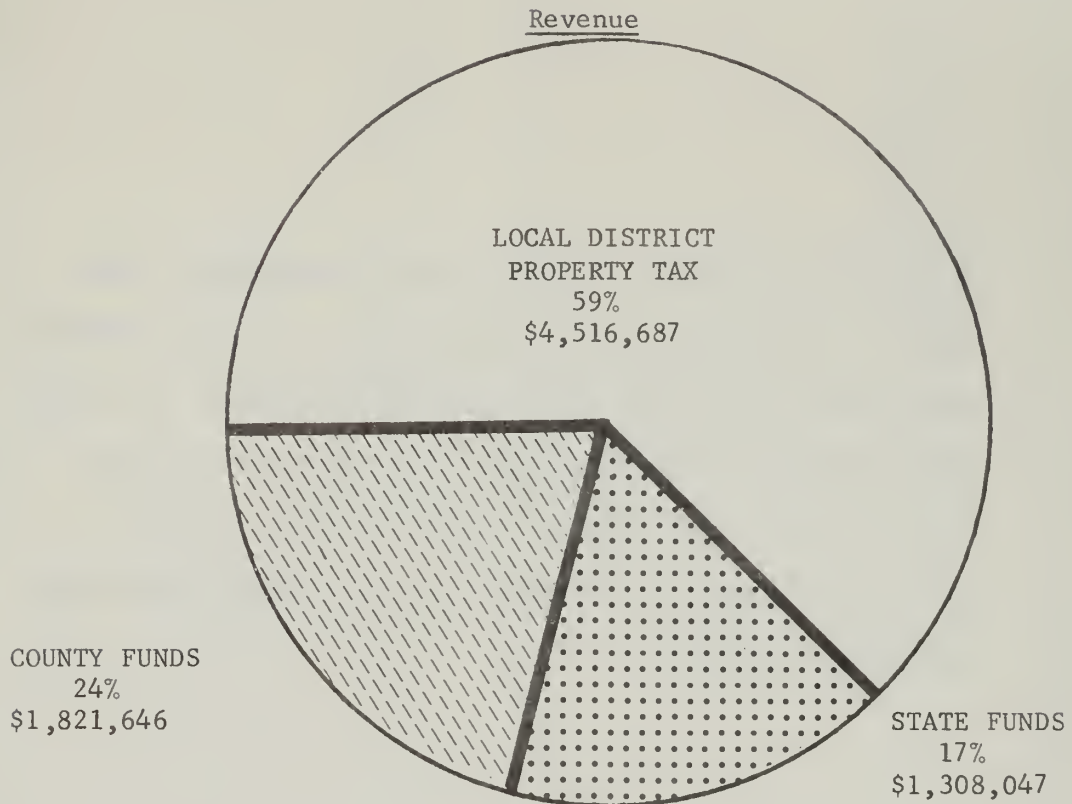 Revenue
LOCAL DISTRICT
PROPERTY TAX
59%
$4,516,687
COUNTY FUNDS
24%
$1,821,646
STATE FUNDS
17%
$1,308,047